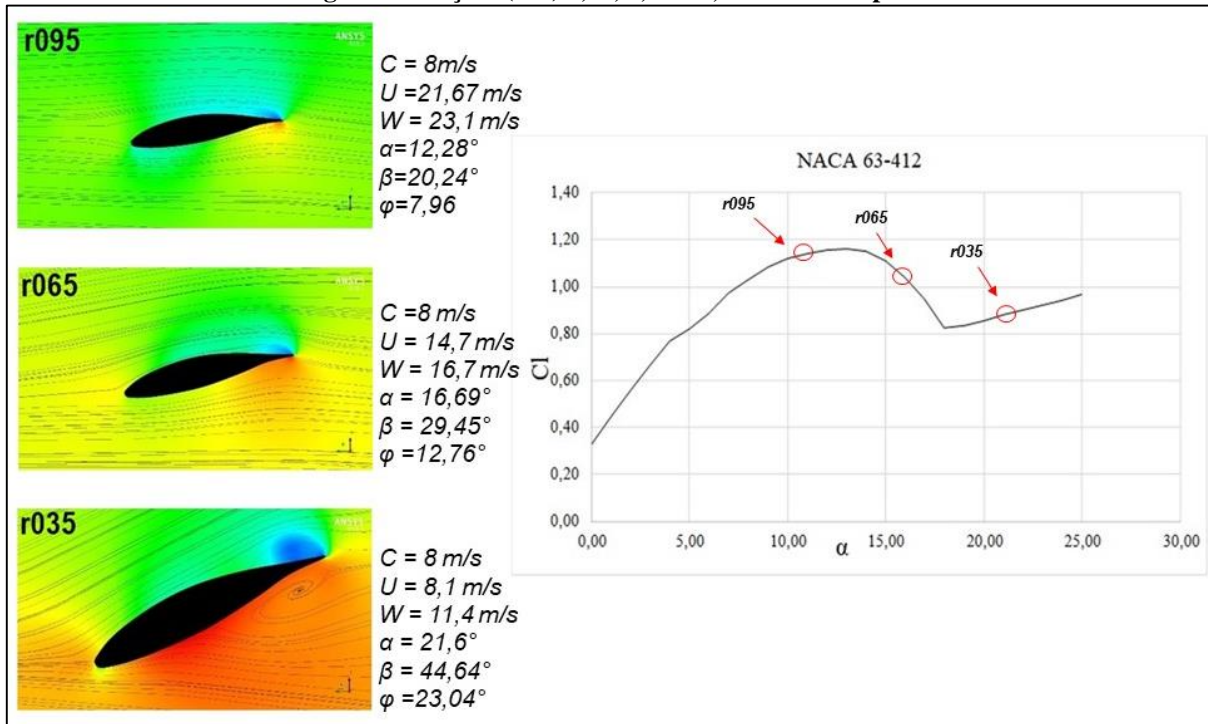 r095
ANSYS
C = 8m/s
U =21,67 m/s
W = 23,1 m/s
α=12,28°
β=20,24°
φ=7,96
r065
C =8 m/s
U = 14,7 m/s
W = 16,7 m/s
α = 16,69°
β = 29,45°
φ =12,76°
r035
ANSYS
C = 8 m/s
U = 8,1 m/s
W = 11,4 m/s
α = 21,6°
β = 44,64°
φ =23,04°
NACA 63-412
1,40
1,20
1,00
0,80
0,60
0,40
0,20
0,00
Cl
r095
r065
r035
0,00 5,00 10,00 15,00 20,00 25,00 30,00
α